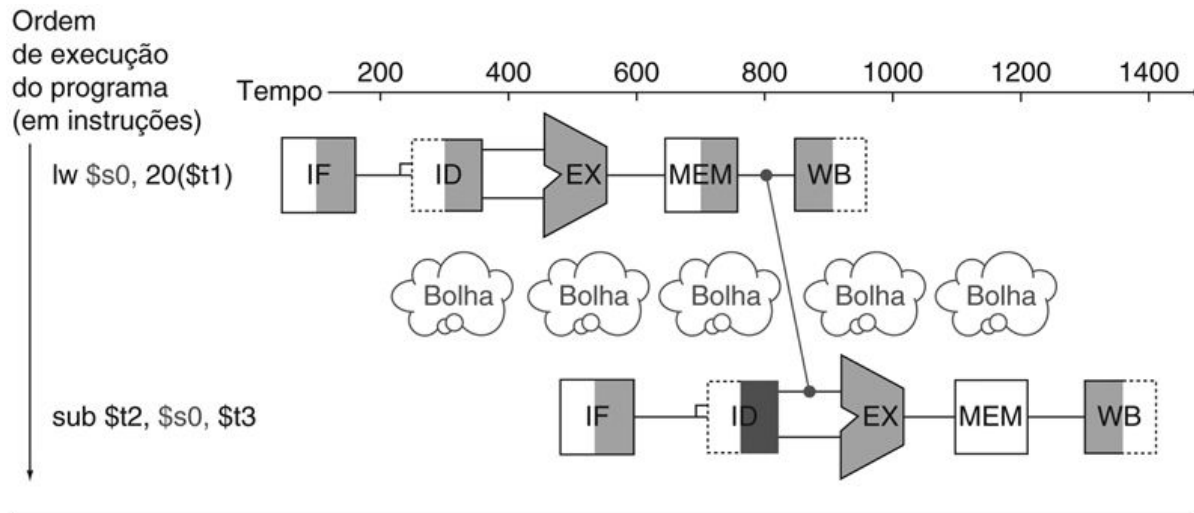 Ordem
de execução
do programa
(em instruções)
Tempo
200 400 600 800 1000 1200 1400
lw $s0, 20($t1)
IF ID EX MEM WB
Bolha Bolha Bolha Bolha Bolha
sub $t2, $s0, $t3
IF ID EX MEM WB